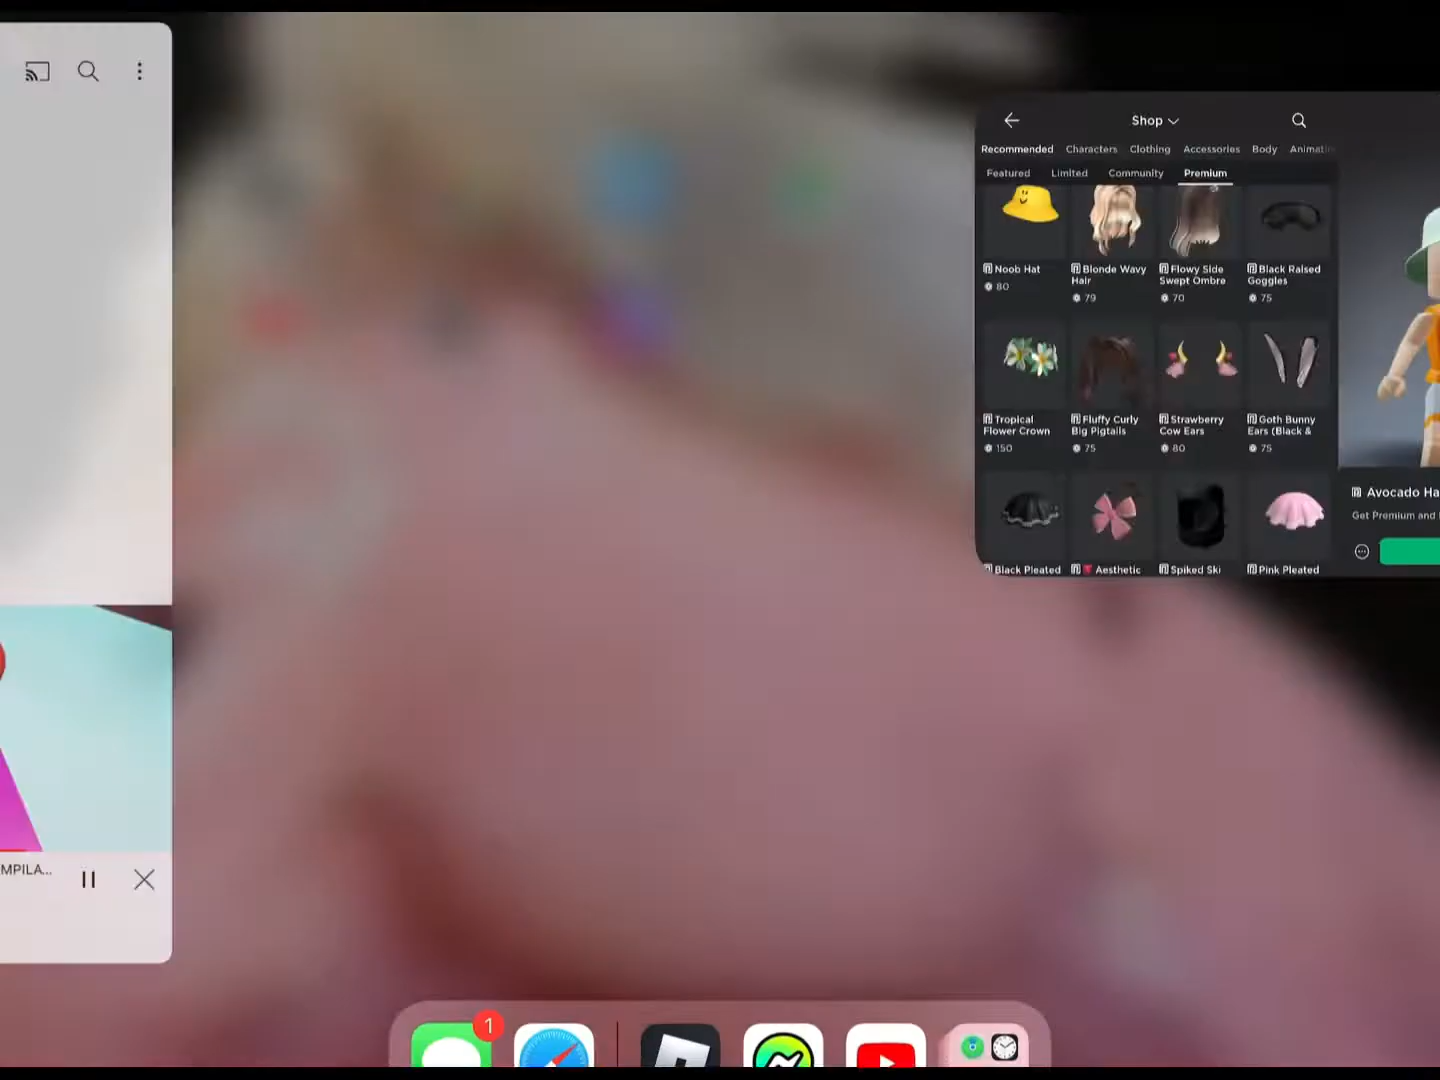 Shop
Recommended Characters Clothing Accessories Body
Featured Limited Community Premium
Noob Hat
80
Blonde Wavy
Hair
79
Flowy Side
Swept Ombre
70
Black Raised
Goggles
75
Tropical
Flower Crown
150
Fluffy Curly
Big Pigtails
75
Strawberry
Cow Ears
80
Goth Bunny
Ears (Black &
75
Black Pleated
Aesthetic
Spiked Ski
Pink Pleated
Avocado Ha
Get Premium and
MPILA...
1